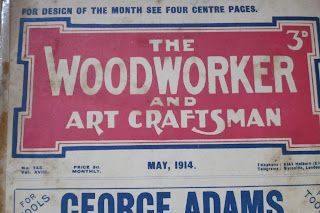 FOR DESIGN OF THE MONTH SEE FOUR CENTRE PAGES.
THE
3D
WOODWORKER
AND
ART CRAFTSMAN
PRICE 3d.
MONTHLY.
MAY, 1914.
GEORGE ADAMS
FOR